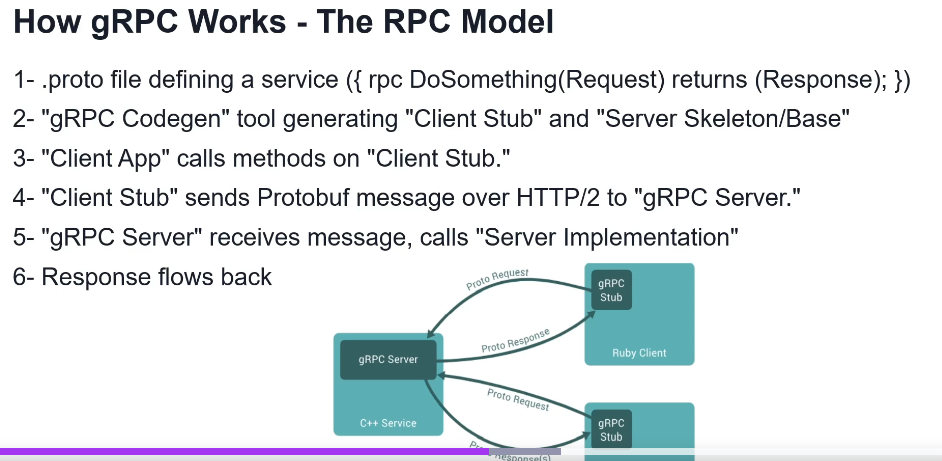 How gRPC Works - The RPC Model
1- .proto file defining a service ({ rpc DoSomething(Request) returns (Response); })
2- "gRPC Codegen" tool generating "Client Stub" and "Server Skeleton/Base"
3- "Client App" calls methods on "Client Stub."
4- "Client Stub" sends Protobuf message over HTTP/2 to "gRPC Server."
5- "gRPC Server" receives message, calls "Server Implementation"
6- Response flows back
Proto Request
gRPC
Stub
Proto Response
Ruby Client
gRPC Server
Proto Request
C++ Service
gRPC
Stub
Response(s)